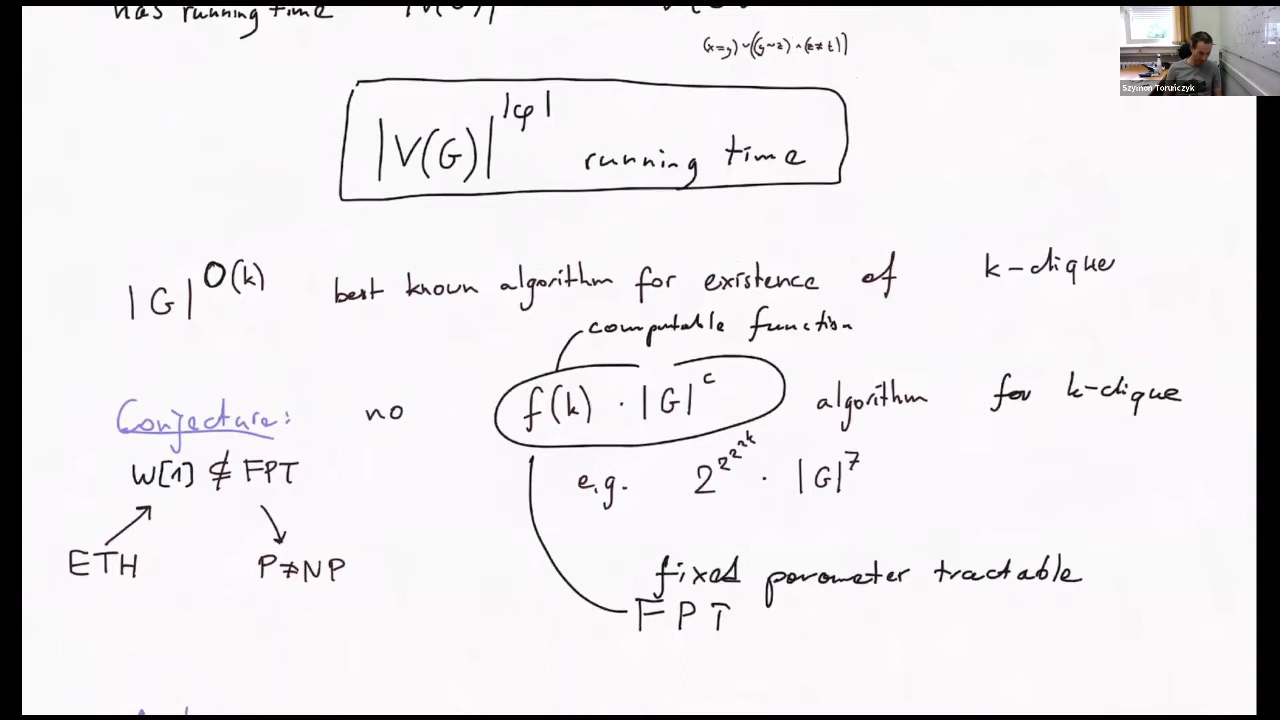 has running time
(x=y) ∨ ((y∼z) ∧ (z≠t))
|V(G)|^|φ| running time
|G|^O(k) best known algorithm for existence of k-clique
computable function
Conjecture: no f(k) · |G|^c algorithm for k-clique
W[1] ⊈ FPT e.g. 2^2^2^2^k · |G|^7
ETH P≠NP
fixed parameter tractable
FPT
Szymon Toruńczyk